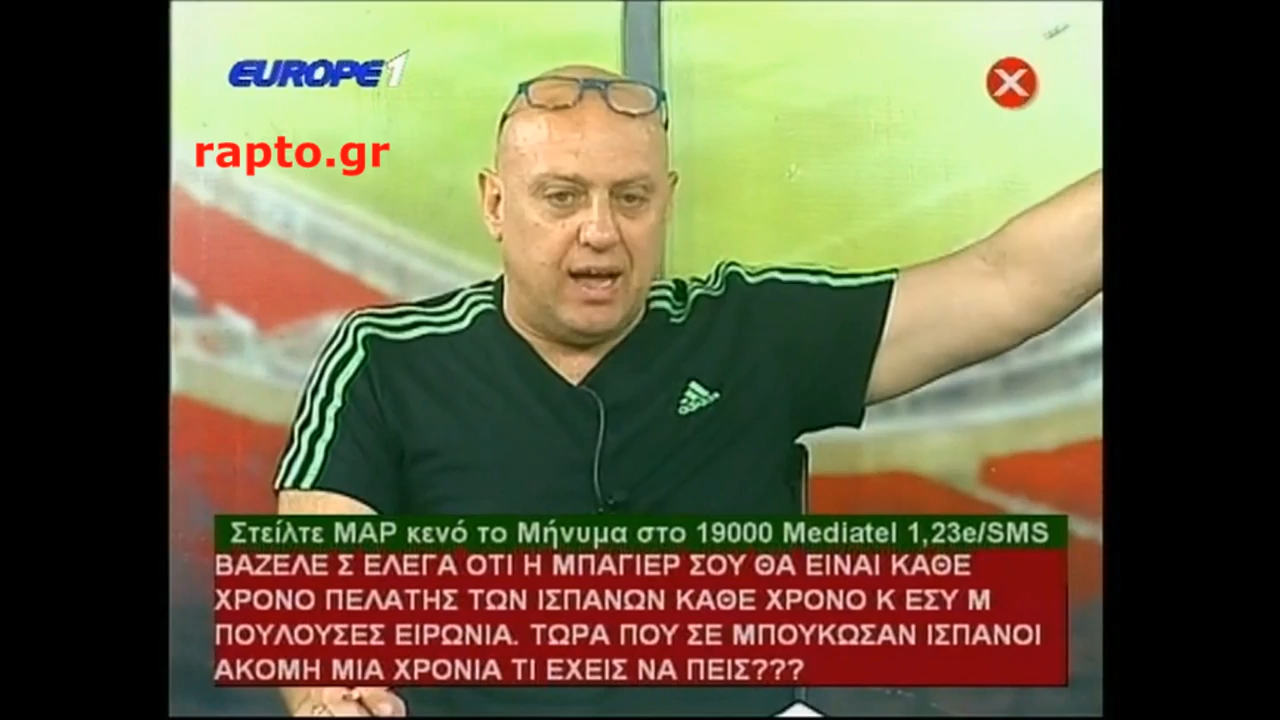 EUROPE1
rapto.gr
adidas
Στείλτε ΜΑΡ κενό το Μήνυμα στο 19000 Mediatel 1,23e/SMS
ΒΑΖΕΛΕ Σ ΕΛΕΓΑ ΟΤΙ Η ΜΠΑΓΙΕΡ ΣΟΥ ΘΑ ΕΙΝΑΙ ΚΑΘΕ
ΧΡΟΝΟ ΠΕΛΑΤΗΣ ΤΩΝ ΙΣΠΑΝΩΝ ΚΑΘΕ ΧΡΟΝΟ Κ ΕΣΥ Μ
ΠΟΥΛΟΥΣΕΣ ΕΙΡΩΝΙΑ. ΤΩΡΑ ΠΟΥ ΣΕ ΜΠΟΥΚΩΣΑΝ ΙΣΠΑΝΟΙ
ΑΚΟΜΗ ΜΙΑ ΧΡΟΝΙΑ ΤΙ ΕΧΕΙΣ ΝΑ ΠΕΙΣ???